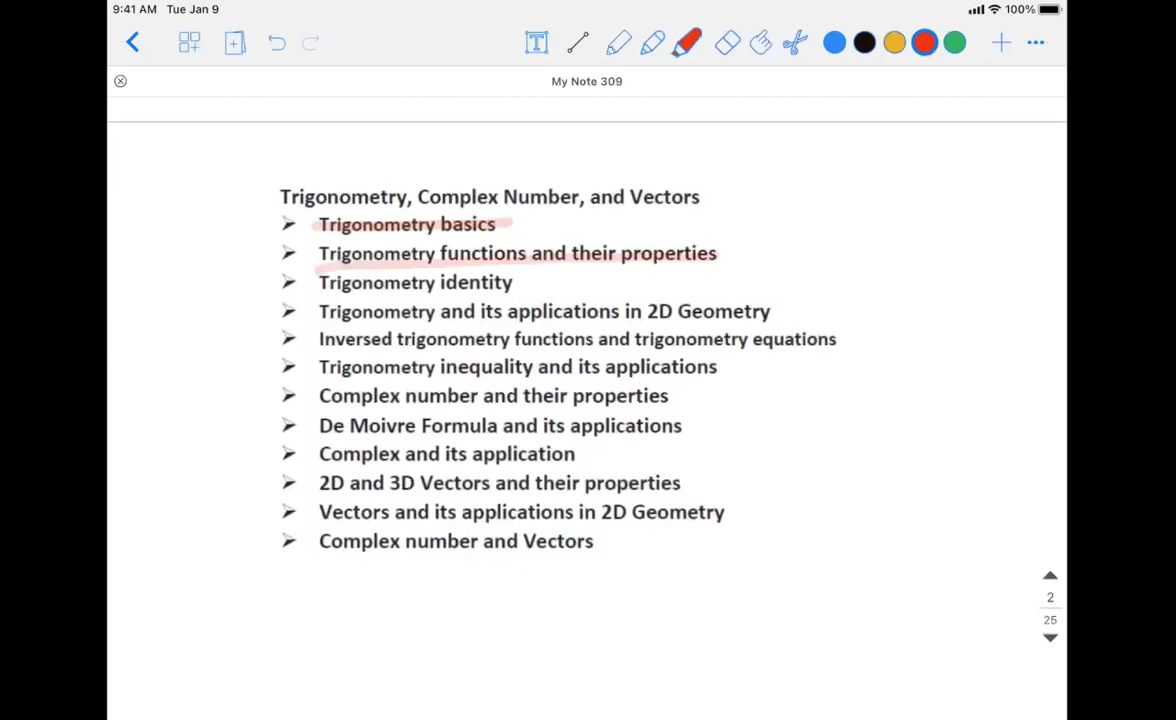 9:41 AM Tue Jan 9
100%
My Note 309
Trigonometry, Complex Number, and Vectors
➢ Trigonometry basics
➢ Trigonometry functions and their properties
➢ Trigonometry identity
➢ Trigonometry and its applications in 2D Geometry
➢ Inversed trigonometry functions and trigonometry equations
➢ Trigonometry inequality and its applications
➢ Complex number and their properties
➢ De Moivre Formula and its applications
➢ Complex and its application
➢ 2D and 3D Vectors and their properties
➢ Vectors and its applications in 2D Geometry
➢ Complex number and Vectors
2
25